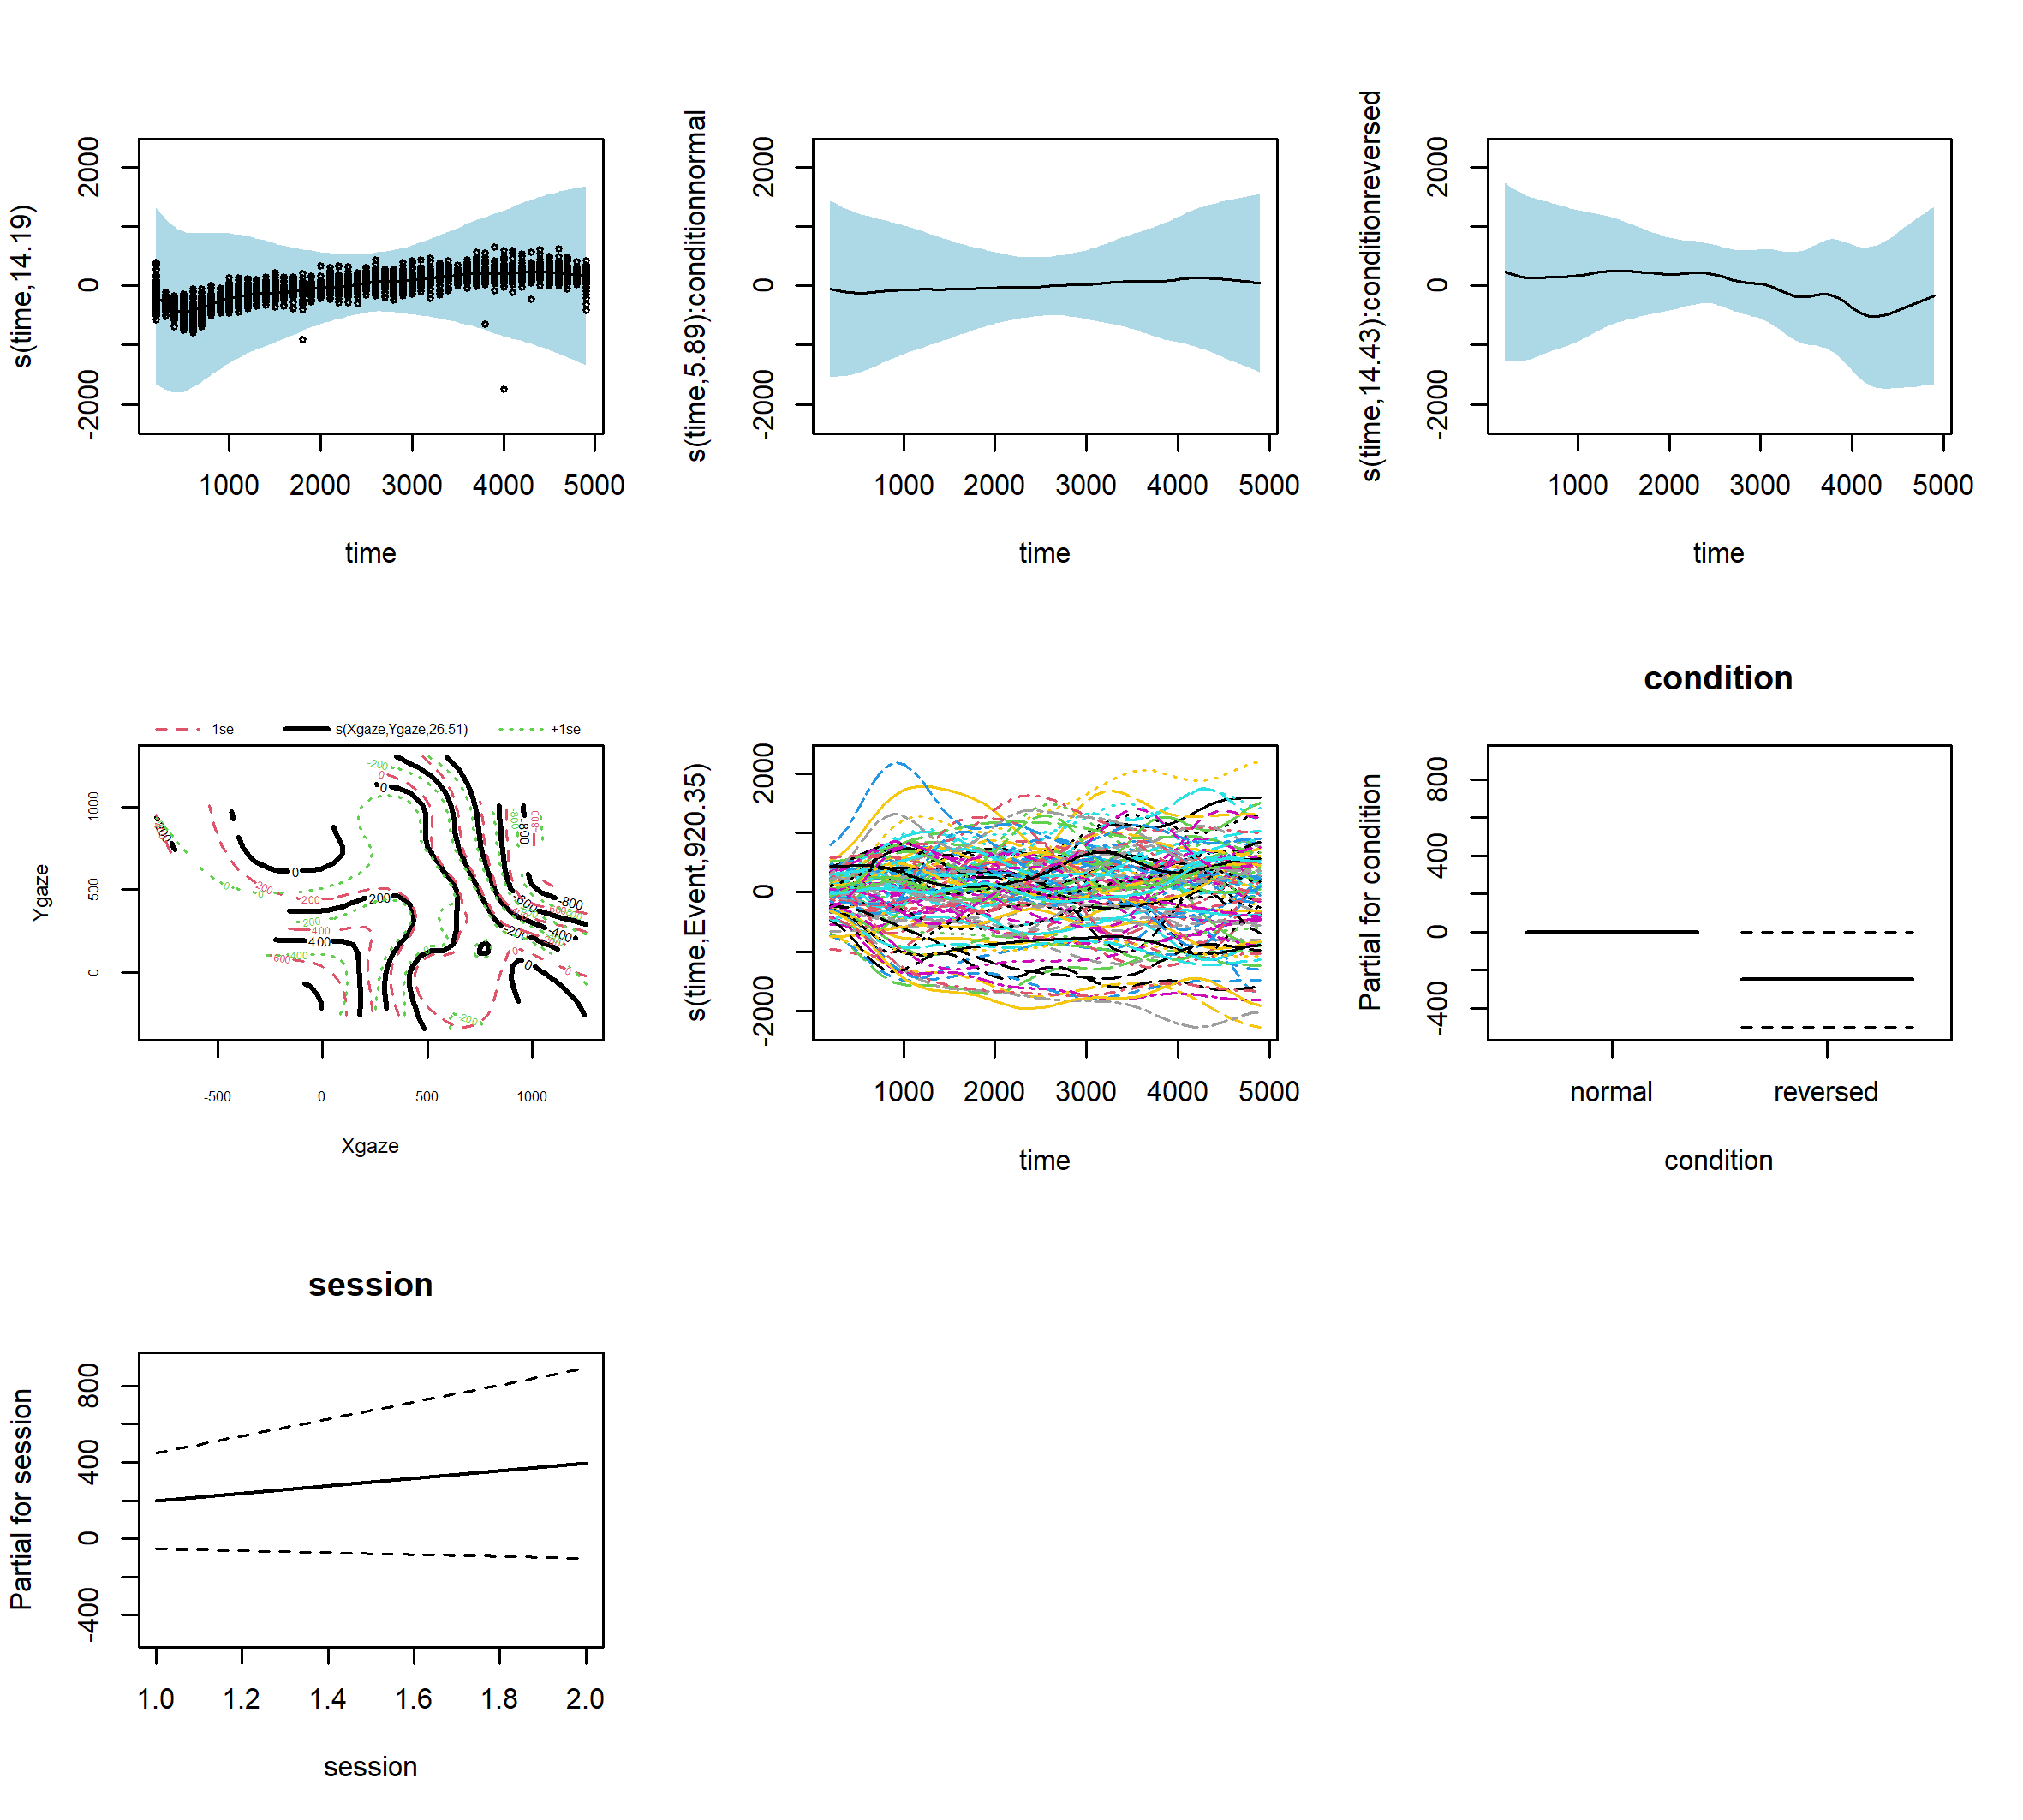 s(time,14.19)
2000
0
-2000
1000 2000 3000 4000 5000
time
s(time,5.89):conditionnormal
2000
0
-2000
1000 2000 3000 4000 5000
time
s(time,14.43):conditionreversed
2000
0
-2000
1000 2000 3000 4000 5000
time
-1se s(Xgaze,Ygaze,26.51) +1se
Ygaze
1000
500
0
-500 0 500 1000
Xgaze
s(time,Event,920.35)
2000
0
-2000
1000 2000 3000 4000 5000
time
condition
Partial for condition
800
400
0
-400
normal reversed
condition
session
Partial for session
800
400
0
-400
1.0 1.2 1.4 1.6 1.8 2.0
session